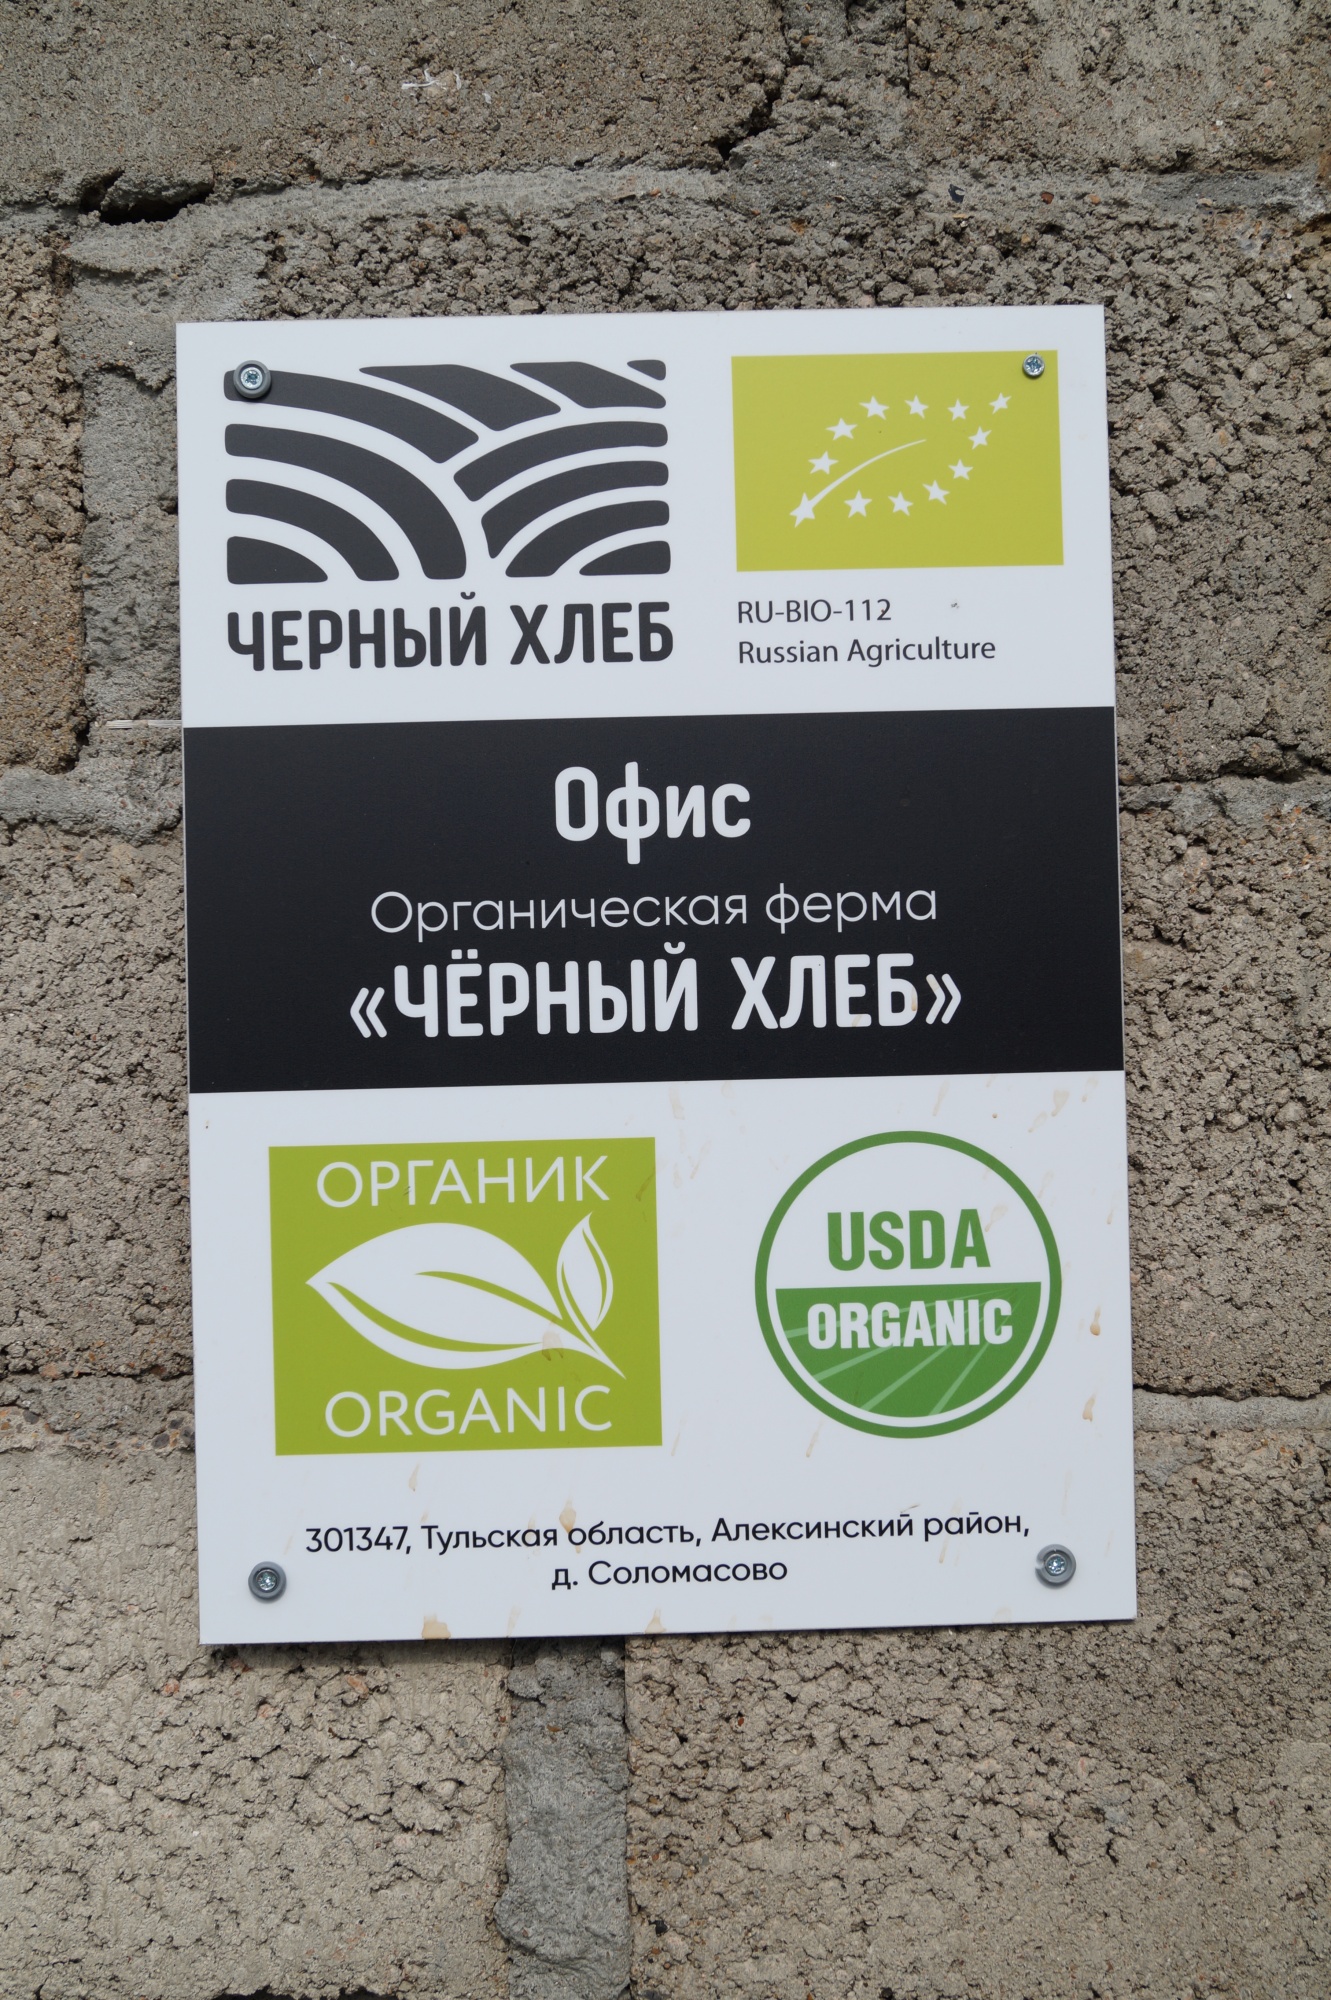 ЧЕРНЫЙ ХЛЕБ
RU-BIO-112
Russian Agriculture
Офис
Органическая ферма
«ЧЁРНЫЙ ХЛЕБ»
ОРГАНИК
ORGANIC
USDA
ORGANIC
301347, Тульская область, Алексинский район,
д. Соломасово